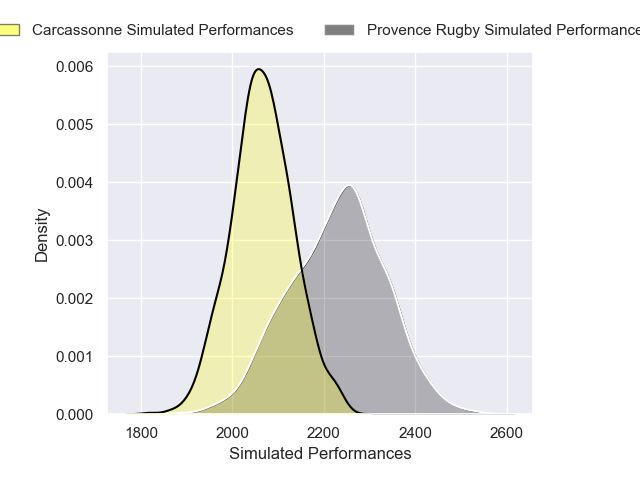 Carcassonne Simulated Performances
Provence Rugby Simulated Performance
0.006
0.005
0.004
0.003
0.002
0.001
0.000
Density
1800 2000 2200 2400 2600
Simulated Performances